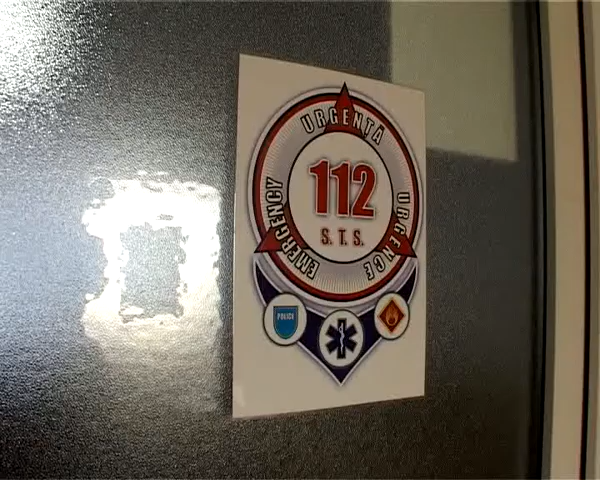 URGENTA
112
S. T. S.
EMERGENCY
URGENCE
POLICE